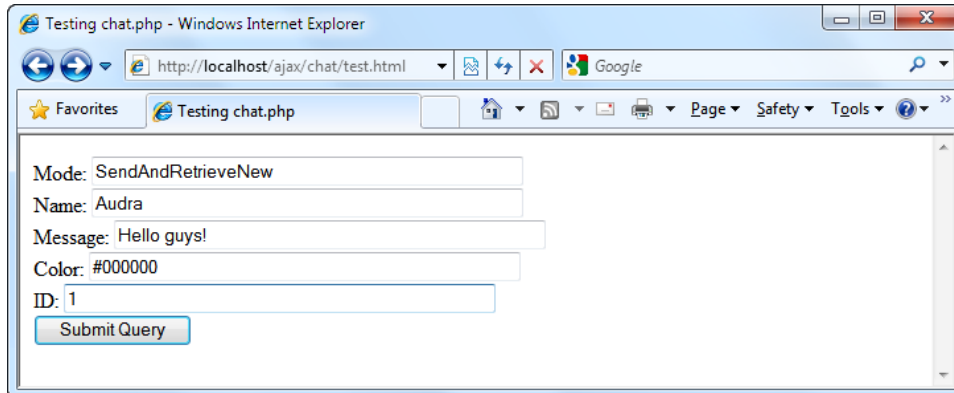 Testing chat.php - Windows Internet Explorer
http://localhost/ajax/chat/test.html Google
Favorites Testing chat.php Page Safety Tools
Mode: SendAndRetrieveNew
Name: Audra
Message: Hello guys!
Color: #000000
ID: 1
Submit Query